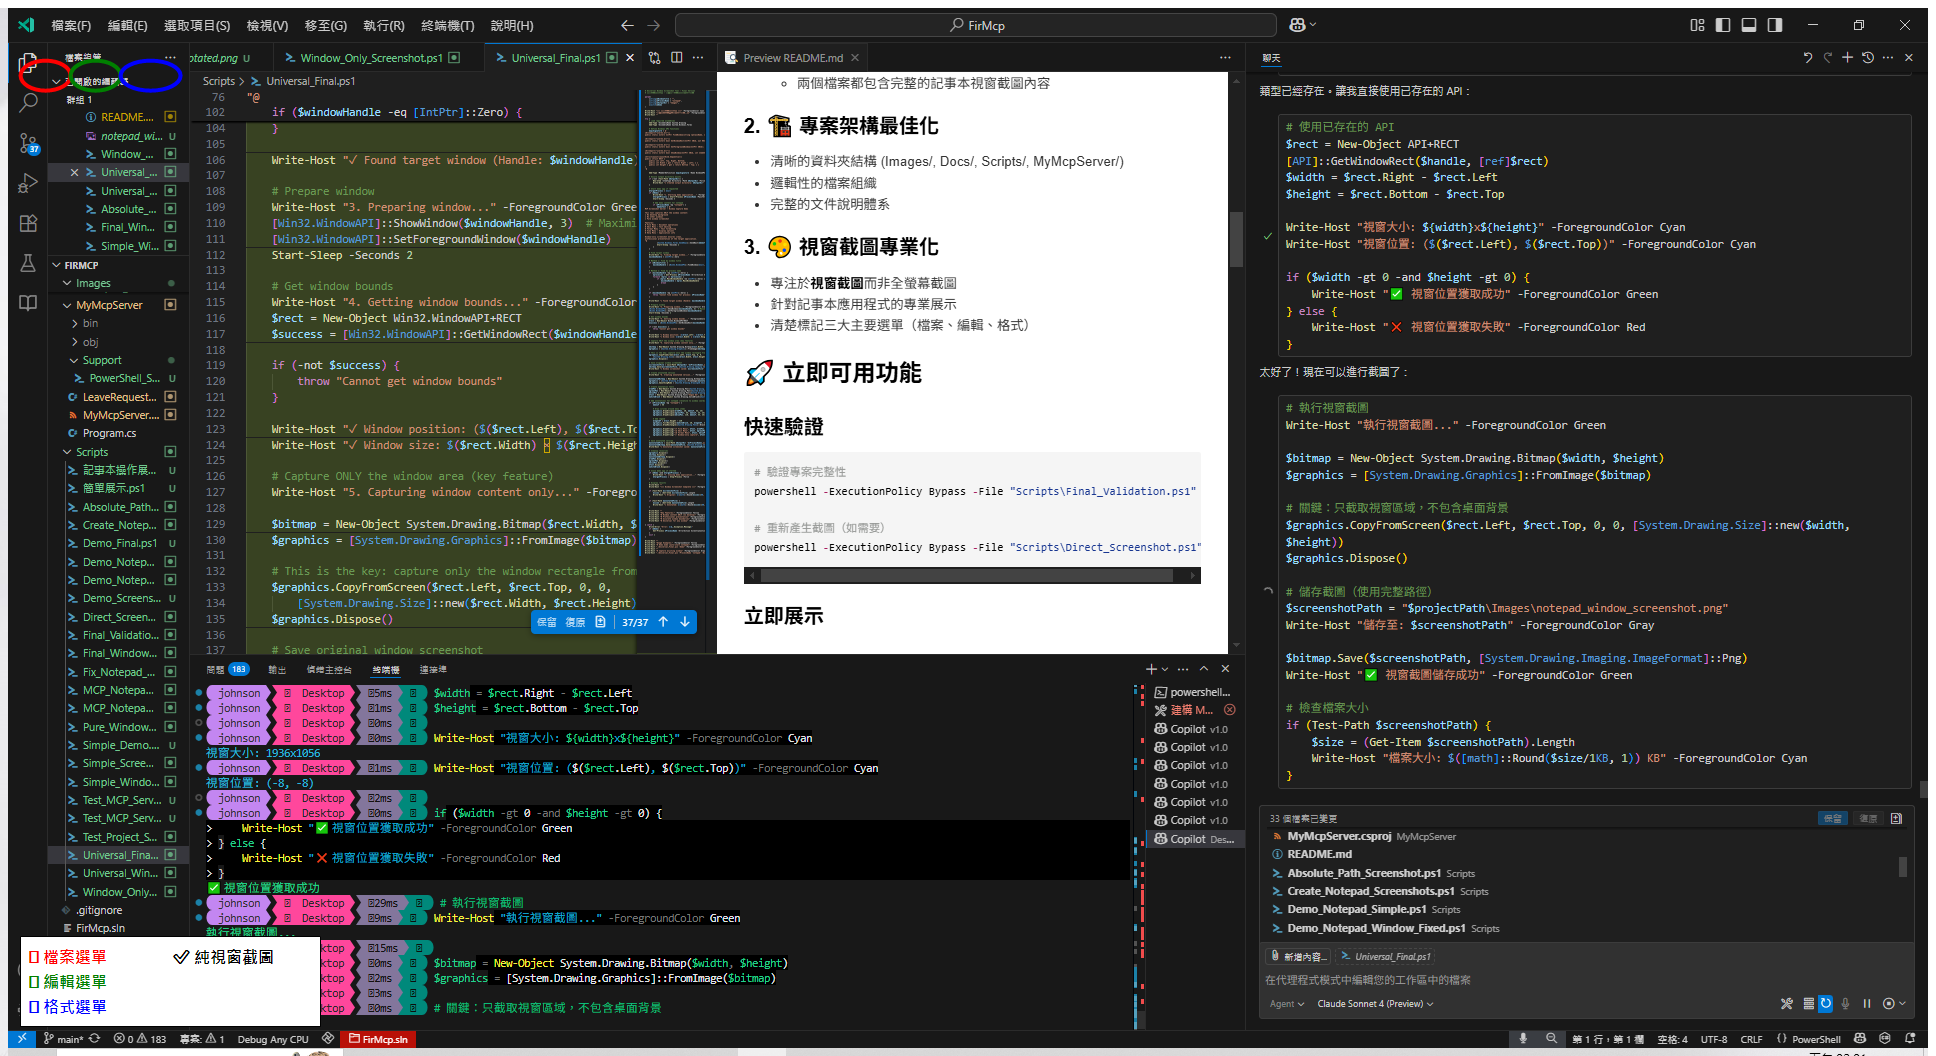 檔案(F) 編輯(E) 選取項目(S) 檢視(V) 移至(G) 執行(R) 終端機(T) 說明(H)
FirMcp
檔案總管
開啟的編輯器
群組 1
README....
notepad_wi... U
Window_...
Universal_...
Universal_...
Absolute_...
Final_Win...
Simple_Wi...
FIRMCP
Images
MyMcpServer
bin
obj
Support
PowerShell_S... U
LeaveRequest...
MyMcpServer....
Program.cs
Scripts
記事本操作展... U
簡單展示.ps1 U
Absolute_Path...
Create_Notep...
Demo_Final.ps1 U
Demo_Notep...
Demo_Notep...
Demo_Screens...
Direct_Screen...
Final_Validatio...
Final_Window...
Fix_Notepad_...
MCP_Notepa...
MCP_Notepa...
Pure_Window...
Simple_Demo.... U
Simple_Scree...
Simple_Windo...
Test_MCP_Serv... U
Test_MCP_Serv... U
Test_Project_S...
Universal_Fina...
Universal_Win...
Window_Only...
.gitignore
FirMcp.sln
37
otated.png U
Window_Only_Screenshot.ps1
Universal_Final.ps1
Scripts > Universal_Final.ps1
76 "@
102 if ($windowHandle -eq [IntPtr]::Zero) {
104 }
105
106 Write-Host "✓ Found target window (Handle: $windowHandle)
107
108 # Prepare window
109 Write-Host "3. Preparing window..." -ForegroundColor Gree
110 [Win32.WindowAPI]::ShowWindow($windowHandle, 3) # Maximi
111 [Win32.WindowAPI]::SetForegroundWindow($windowHandle)
112 Start-Sleep -Seconds 2
113
114 # Get window bounds
115 Write-Host "4. Getting window bounds..." -ForegroundColor
116 $rect = New-Object Win32.WindowAPI+RECT
117 $success = [Win32.WindowAPI]::GetWindowRect($windowHandle
118
119 if (-not $success) {
120 throw "Cannot get window bounds"
121 }
122
123 Write-Host "✓ Window position: ($($rect.Left), $($rect.To
124 Write-Host "✓ Window size: $($rect.Width) × $($rect.Heigh
125
126 # Capture ONLY the window area (key feature)
127 Write-Host "5. Capturing window content only..." -Foregro
128
129 $bitmap = New-Object System.Drawing.Bitmap($rect.Width, $
130 $graphics = [System.Drawing.Graphics]::FromImage($bitmap)
131
132 # This is the key: capture only the window rectangle from
133 $graphics.CopyFromScreen($rect.Left, $rect.Top, 0, 0,
134 [System.Drawing.Size]::new($rect.Width, $rect.Height)
135 $graphics.Dispose()
136
137 # Save original window screenshot
保留 復原 37/37
Preview README.md
兩個檔案都包含完整的記事本視窗截圖內容
2. 🏗️ 專案架構最佳化
清晰的資料夾結構 (Images/, Docs/, Scripts/, MyMcpServer/)
邏輯性的檔案組織
完整的文件說明體系
3. 🎨 視窗截圖專業化
專注於視窗截圖而非全螢幕截圖
針對記事本應用程式的專業展示
清楚標記三大主要選單（檔案、編輯、格式）
🚀 立即可用功能
快速驗證
# 驗證專案完整性
powershell -ExecutionPolicy Bypass -File "Scripts\Final_Validation.ps1"
# 重新產生截圖（如需要）
powershell -ExecutionPolicy Bypass -File "Scripts\Direct_Screenshot.ps1"
立即展示
問題 183 輸出 偵錯主控台 終端機 連接埠
johnson Desktop 5ms $width = $rect.Right - $rect.Left
johnson Desktop 1ms $height = $rect.Bottom - $rect.Top
johnson Desktop 0ms
johnson Desktop 0ms Write-Host "視窗大小: ${width}x${height}" -ForegroundColor Cyan
視窗大小: 1936x1056
johnson Desktop 1ms Write-Host "視窗位置: ($($rect.Left), $($rect.Top))" -ForegroundColor Cyan
視窗位置: (-8, -8)
johnson Desktop 2ms
johnson Desktop 0ms if ($width -gt 0 -and $height -gt 0) {
> Write-Host "✅ 視窗位置獲取成功" -ForegroundColor Green
> } else {
> Write-Host "❌ 視窗位置獲取失敗" -ForegroundColor Red
> }
✅ 視窗位置獲取成功
johnson Desktop 29ms # 執行視窗截圖
johnson Desktop 9ms Write-Host "執行視窗截圖..." -ForegroundColor Green
執行視窗截圖...
ktop 15ms
ktop 0ms $bitmap = New-Object System.Drawing.Bitmap($width, $height)
ktop 2ms $graphics = [System.Drawing.Graphics]::FromImage($bitmap)
ktop 3ms
ktop 0ms # 關鍵：只截取視窗區域，不包含桌面背景
powershell...
建構 M...
Copilot v1.0
Copilot v1.0
Copilot v1.0
Copilot v1.0
Copilot v1.0
Copilot v1.0
Copilot Des...
檔案選單 ✓ 純視窗截圖
編輯選單
格式選單
聊天
類型已經存在，讓我直接使用已存在的 API：
# 使用已存在的 API
$rect = New-Object API+RECT
[API]::GetWindowRect($handle, [ref]$rect)
$width = $rect.Right - $rect.Left
$height = $rect.Bottom - $rect.Top
Write-Host "視窗大小: ${width}x${height}" -ForegroundColor Cyan
Write-Host "視窗位置: ($($rect.Left), $($rect.Top))" -ForegroundColor Cyan
if ($width -gt 0 -and $height -gt 0) {
Write-Host "✅ 視窗位置獲取成功" -ForegroundColor Green
} else {
Write-Host "❌ 視窗位置獲取失敗" -ForegroundColor Red
}
太好了！現在可以進行截圖了：
# 執行視窗截圖
Write-Host "執行視窗截圖..." -ForegroundColor Green
$bitmap = New-Object System.Drawing.Bitmap($width, $height)
$graphics = [System.Drawing.Graphics]::FromImage($bitmap)
# 關鍵：只截取視窗區域，不包含桌面背景
$graphics.CopyFromScreen($rect.Left, $rect.Top, 0, 0, [System.Drawing.Size]::new($width,
$height))
$graphics.Dispose()
# 儲存截圖（使用完整路徑）
$screenshotPath = "$projectPath\Images\notepad_window_screenshot.png"
Write-Host "儲存至: $screenshotPath" -ForegroundColor Gray
$bitmap.Save($screenshotPath, [System.Drawing.Imaging.ImageFormat]::Png)
Write-Host "✅ 視窗截圖儲存成功" -ForegroundColor Green
# 檢查檔案大小
if (Test-Path $screenshotPath) {
$size = (Get-Item $screenshotPath).Length
Write-Host "檔案大小: $([math]::Round($size/1KB, 1)) KB" -ForegroundColor Cyan
}
33 個檔案已變更 保留 復原
MyMcpServer.csproj MyMcpServer
README.md
Absolute_Path_Screenshot.ps1 Scripts
Create_Notepad_Screenshots.ps1 Scripts
Demo_Notepad_Simple.ps1 Scripts
Demo_Notepad_Window_Fixed.ps1 Scripts
新增內容... Universal_Final.ps1
在代理程式模式中編輯您的工作區中的檔案
Agent Claude Sonnet 4 (Preview)
main* 0 183 專案: 1 Debug Any CPU FirMcp.sln
第 1 行，第 1 欄 空格: 4 UTF-8 CRLF PowerShell